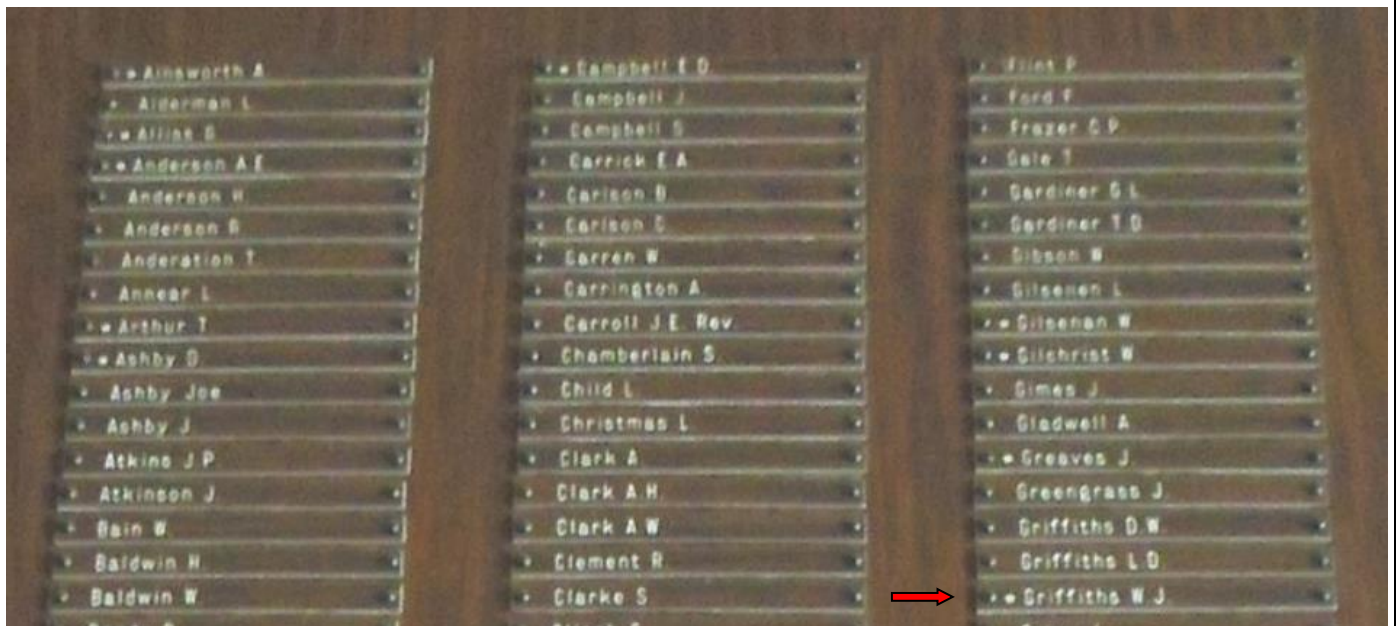 Ainsworth A
Alderman L
Allins G
Anderson A E
Anderson H
Anderson R
Anderation T
Annear L
Arthur T
Ashby G
Ashby Joe
Ashby J
Atkins J P
Atkinson J
Bain W
Baldwin H
Baldwin W
Campbell E D
Campbell J
Campbell S
Carrick E A
Carlson B
Carlson C
Carren W
Carrington A
Carroll J E Rev
Chamberlain S
Child L
Christmas L
Clark A
Clark A H
Clark A W
Clement R
Clarke S
Flint P
Ford F
Frazer C P
Gale T
Gardiner G L
Gardiner T D
Gibson W
Gilsenen L
Gilsenan W
Gilchrist W
Gimes J
Gladwell A
Greaves J
Greengrass J
Griffiths D W
Griffiths L D
Griffiths W J